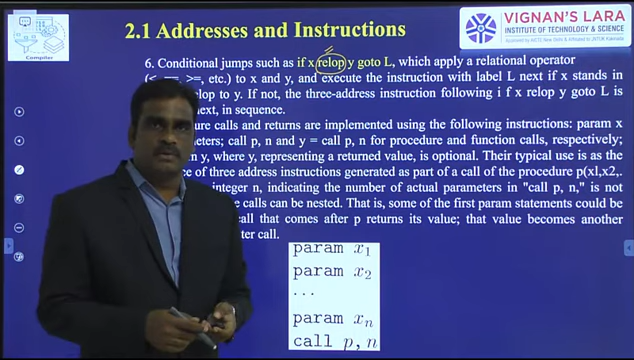 Compiler
2.1 Addresses and Instructions
VIGNAN'S LARA
INSTITUTE OF TECHNOLOGY & SCIENCE
6. Conditional jumps such as if x relop y goto L, which apply a relational operator
(<, ==, >=, etc.) to x and y, and execute the instruction with label L next if x stands in
lop to y. If not, the three-address instruction following i f x relop y goto L is
next, in sequence.
ure calls and returns are implemented using the following instructions: param x
eters; call p, n and y = call p, n for procedure and function calls, respectively;
n y, where y, representing a returned value, is optional. Their typical use is as the
ce of three address instructions generated as part of a call of the procedure p(xl,x2,.
integer n, indicating the number of actual parameters in "call p, n," is not
e calls can be nested. That is, some of the first param statements could be
call that comes after p returns its value; that value becomes another
ter call.
param x1
param x2
...
param xn
call p, n